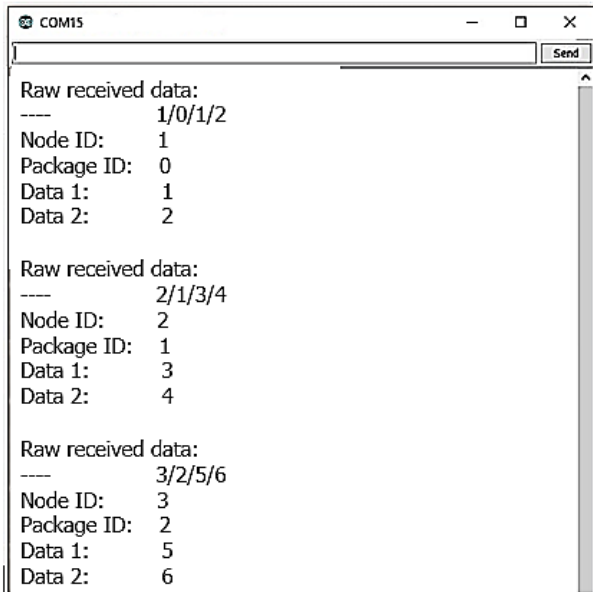 COM15
Send
Raw received data:
---- 1/0/1/2
Node ID: 1
Package ID: 0
Data 1: 1
Data 2: 2
Raw received data:
---- 2/1/3/4
Node ID: 2
Package ID: 1
Data 1: 3
Data 2: 4
Raw received data:
---- 3/2/5/6
Node ID: 3
Package ID: 2
Data 1: 5
Data 2: 6